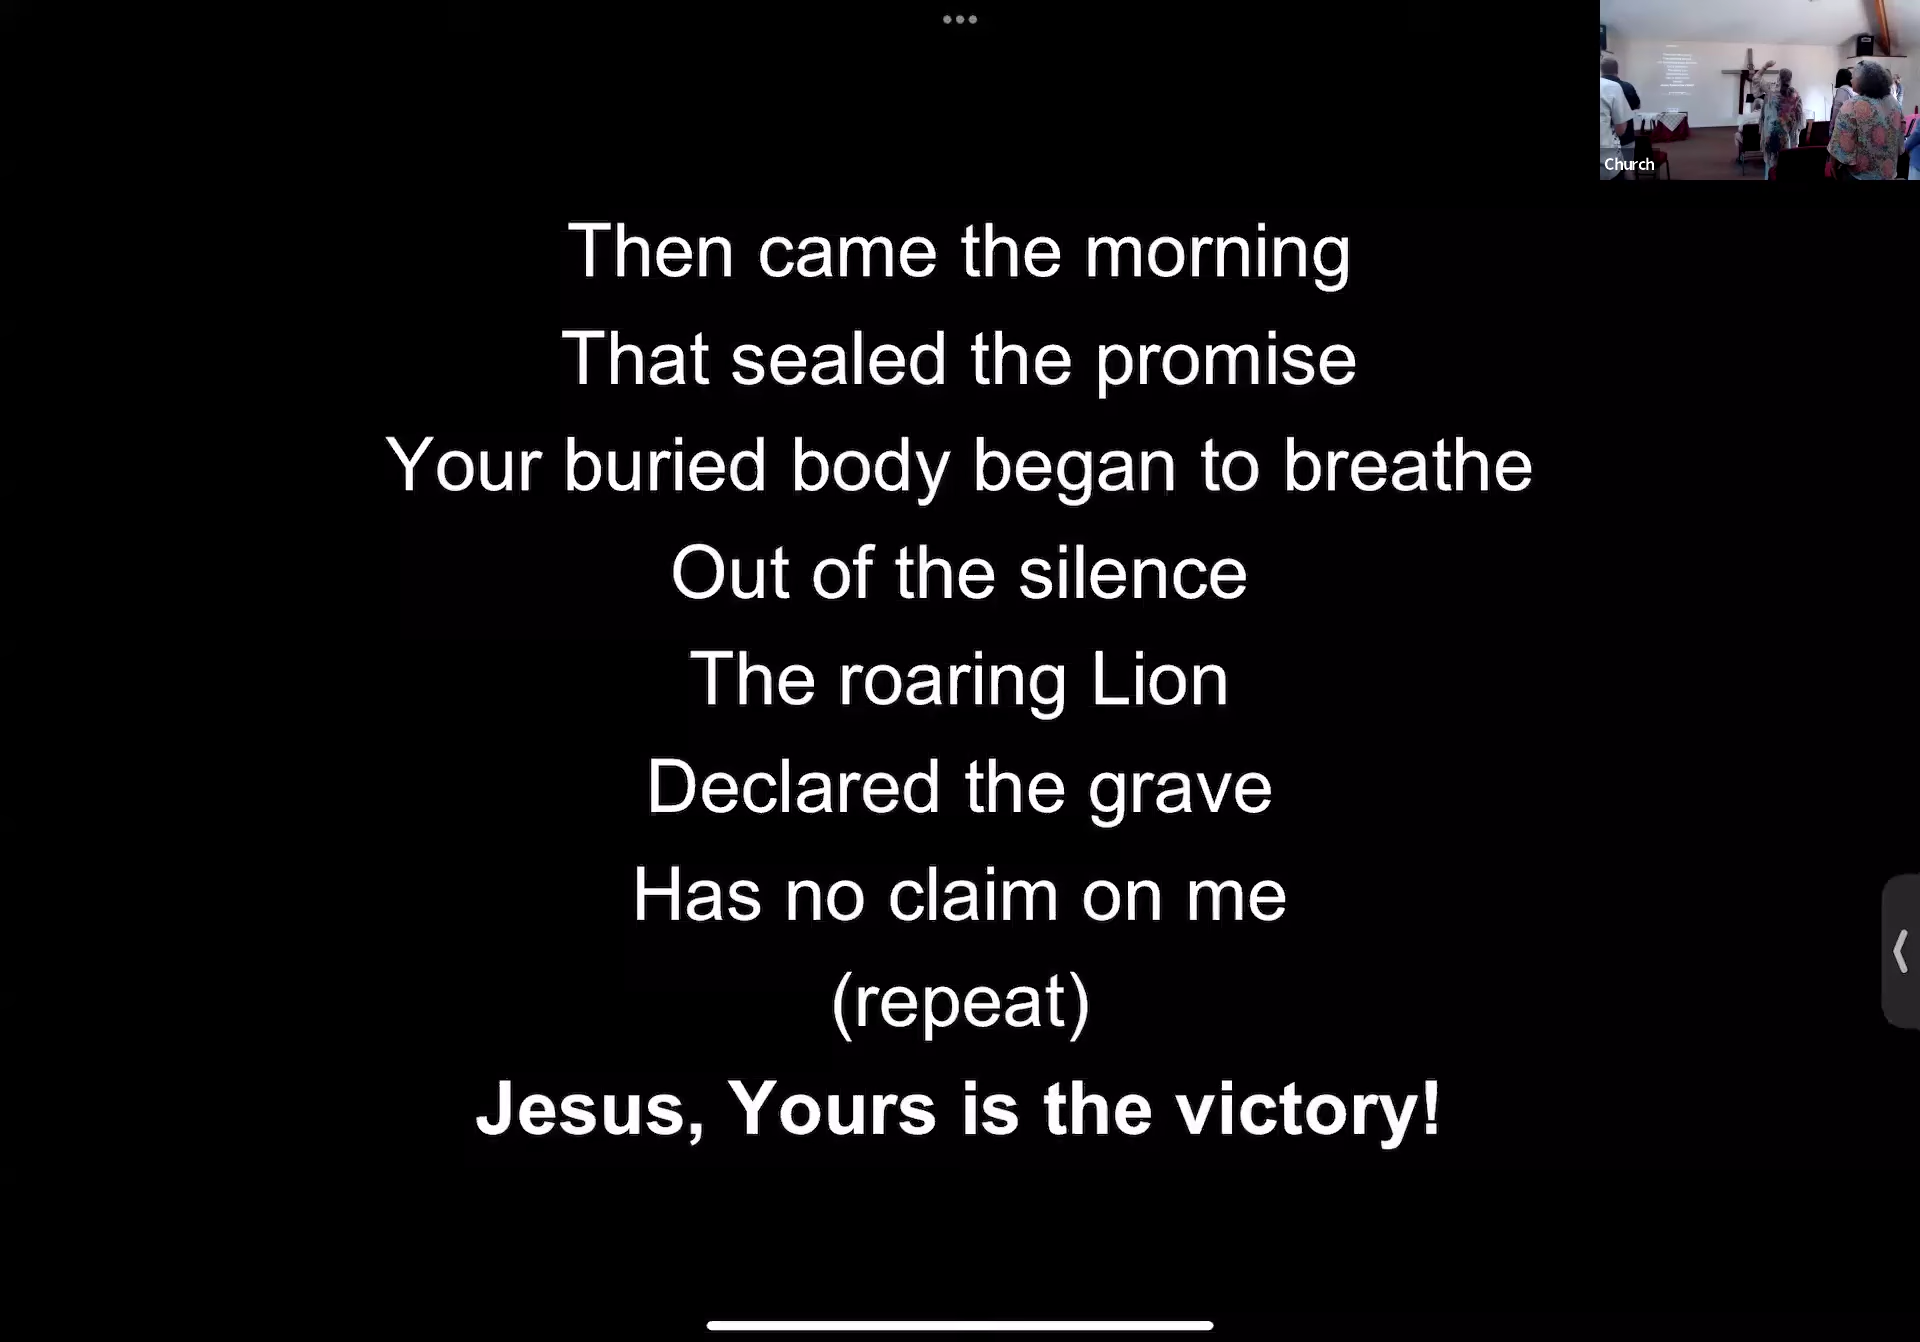 Church
Then came the morning
That sealed the promise
Your buried body began to breathe
Out of the silence
The roaring Lion
Declared the grave
Has no claim on me
(repeat)
Jesus, Yours is the victory!